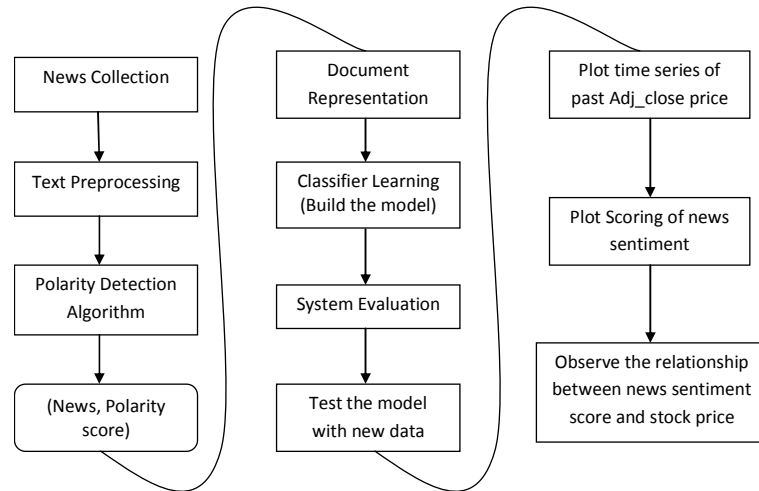 News Collection
Text Preprocessing
Polarity Detection
Algorithm
(News, Polarity
score)
Document
Representation
Classifier Learning
(Build the model)
System Evaluation
Test the model
with new data
Plot time series of
past Adj_close price
Plot Scoring of news
sentiment
Observe the relationship
between news sentiment
score and stock price